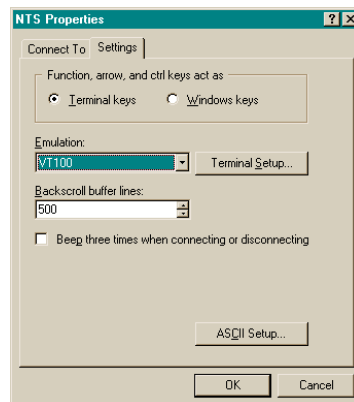 NTS Properties
Connect To Settings
Function, arrow, and ctrl keys act as
Terminal keys Windows keys
Emulation:
VT100 Terminal Setup...
Backscroll buffer lines:
500
Beep three times when connecting or disconnecting
ASCII Setup...
OK Cancel